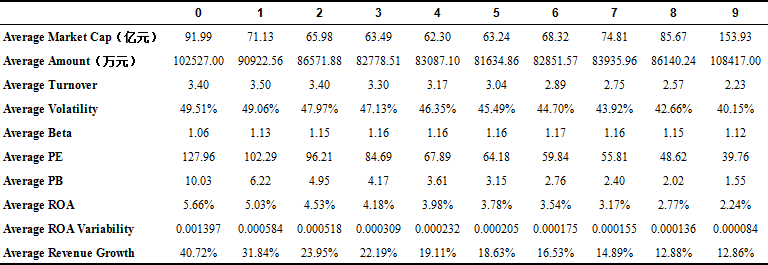 0 1 2 3 4 5 6 7 8 9
Average Market Cap（亿元） 91.99 71.13 65.98 63.49 62.30 63.24 68.32 74.81 85.67 153.93
Average Amount（万元） 102527.00 90922.56 86571.88 82778.51 83087.10 81634.86 82851.57 83935.96 86140.24 108417.00
Average Turnover 3.40 3.50 3.40 3.30 3.17 3.04 2.89 2.75 2.57 2.23
Average Volatility 49.51% 49.06% 47.97% 47.13% 46.35% 45.49% 44.70% 43.92% 42.66% 40.15%
Average Beta 1.06 1.13 1.15 1.16 1.16 1.16 1.17 1.16 1.15 1.12
Average PE 127.96 102.29 96.21 84.69 67.89 64.18 59.84 55.81 48.62 39.76
Average PB 10.03 6.22 4.95 4.17 3.61 3.15 2.76 2.40 2.02 1.55
Average ROA 5.66% 5.03% 4.53% 4.18% 3.98% 3.78% 3.54% 3.17% 2.77% 2.24%
Average ROA Variability 0.001397 0.000584 0.000518 0.000309 0.000232 0.000205 0.000175 0.000155 0.000136 0.000084
Average Revenue Growth 40.72% 31.84% 23.95% 22.19% 19.11% 18.63% 16.53% 14.89% 12.88% 12.86%